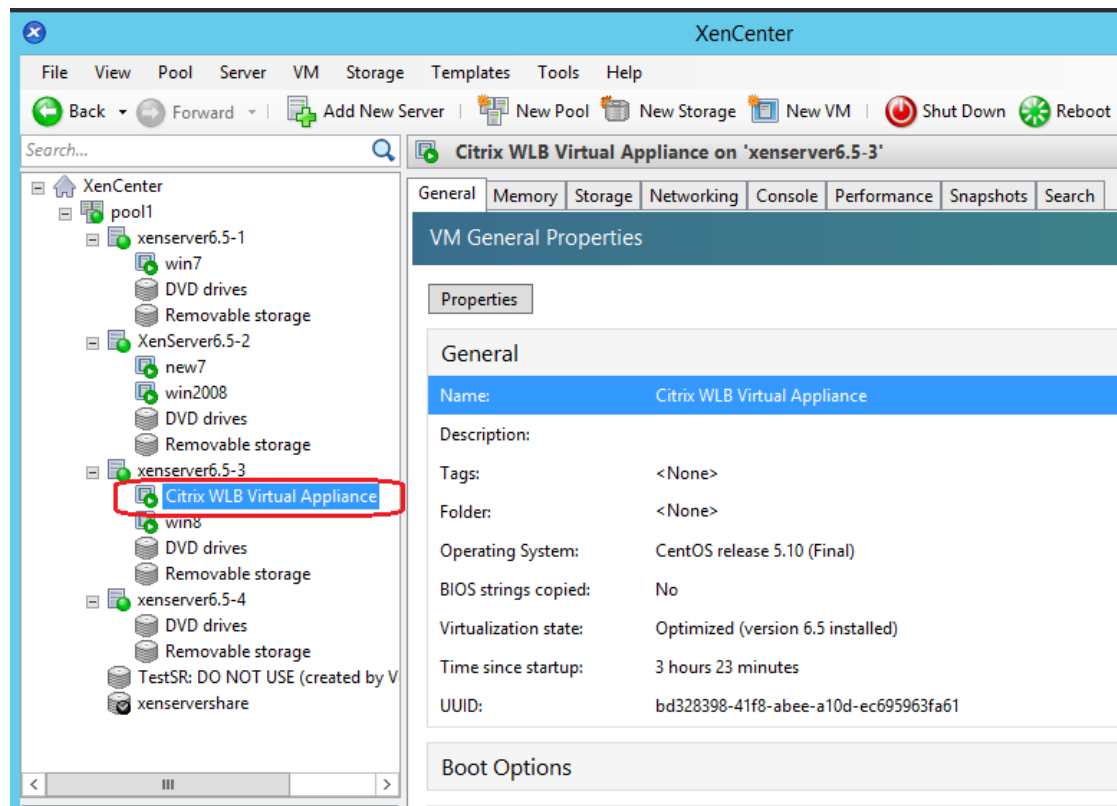 XenCenter
File View Pool Server VM Storage Templates Tools Help
Back Forward Add New Server New Pool New Storage New VM Shut Down Reboot
Search...
Citrix WLB Virtual Appliance on 'xenserver6.5-3'
XenCenter
pool1
xenserver6.5-1
win7
DVD drives
Removable storage
XenServer6.5-2
new7
win2008
DVD drives
Removable storage
xenserver6.5-3
Citrix WLB Virtual Appliance
win8
DVD drives
Removable storage
xenserver6.5-4
DVD drives
Removable storage
TestSR: DO NOT USE (created by V
xenservershare
General Memory Storage Networking Console Performance Snapshots Search
VM General Properties
Properties
General
Name: Citrix WLB Virtual Appliance
Description:
Tags: <None>
Folder: <None>
Operating System: CentOS release 5.10 (Final)
BIOS strings copied: No
Virtualization state: Optimized (version 6.5 installed)
Time since startup: 3 hours 23 minutes
UUID: bd328398-41f8-abee-a10d-ec695963fa61
Boot Options